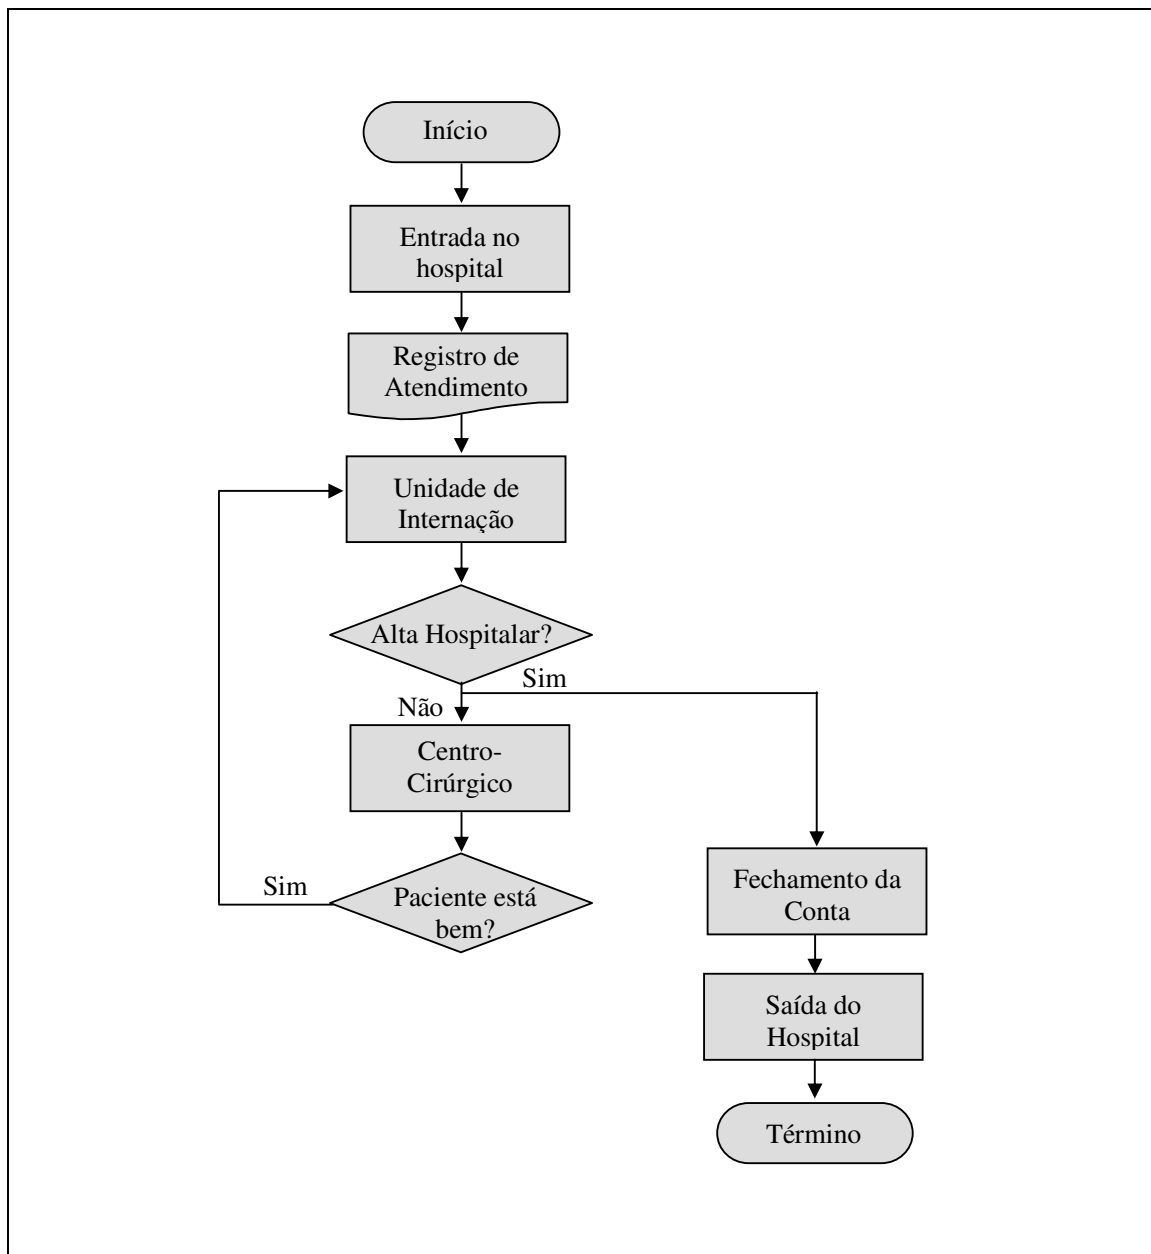 Início
Entrada no
hospital
Registro de
Atendimento
Unidade de
Internação
Alta Hospitalar?
Sim
Não
Centro-
Cirúrgico
Sim
Paciente está
bem?
Fechamento da
Conta
Saída do
Hospital
Término